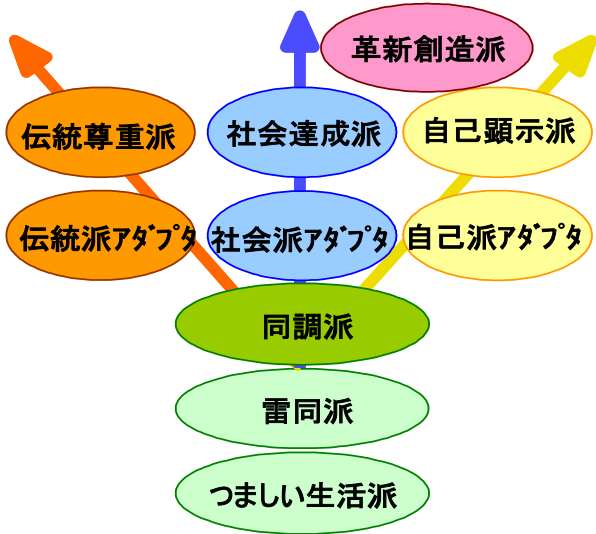 革新創造派
伝統尊重派
社会達成派
自己顕示派
伝統派ｱﾀﾞﾌﾟﾀ
社会派ｱﾀﾞﾌﾟﾀ
自己派ｱﾀﾞﾌﾟﾀ
同調派
雷同派
つましい生活派